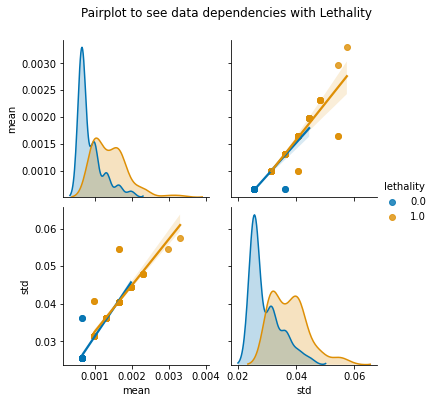 Pairplot to see data dependencies with Lethality
0.0030
0.0025
0.0020
0.0015
0.0010
mean
lethality
0.0
1.0
0.06
0.05
0.04
0.03
std
0.001 0.002 0.003 0.004
mean
0.02 0.04 0.06
std